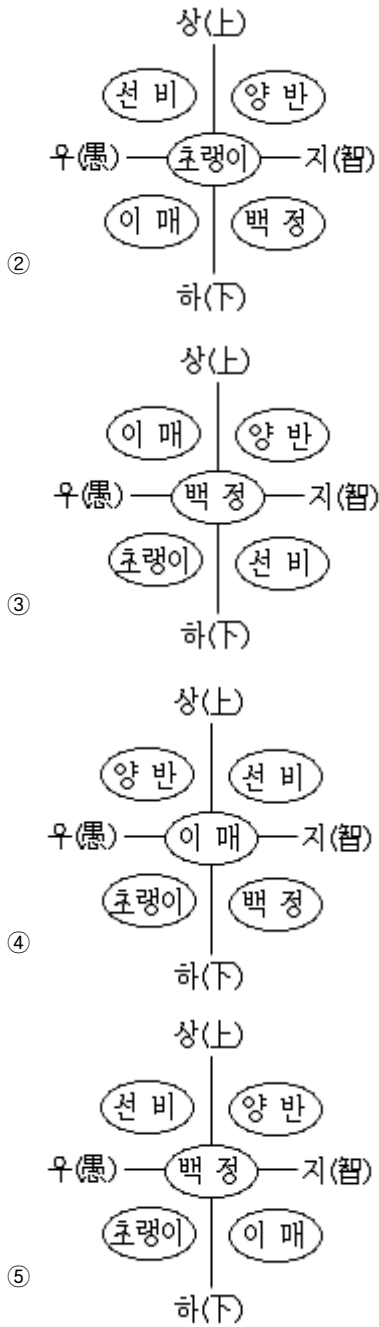 상(上)
선 비 양 반
우(愚) 초랭이 지(智)
이 매 백 정
②
하(下)
상(上)
이 매 양 반
우(愚) 백 정 지(智)
초랭이 선 비
③
하(下)
상(上)
양 반 선 비
우(愚) 이 매 지(智)
초랭이 백 정
④
하(下)
상(上)
선 비 양 반
우(愚) 백 정 지(智)
초랭이 이 매
⑤
하(下)